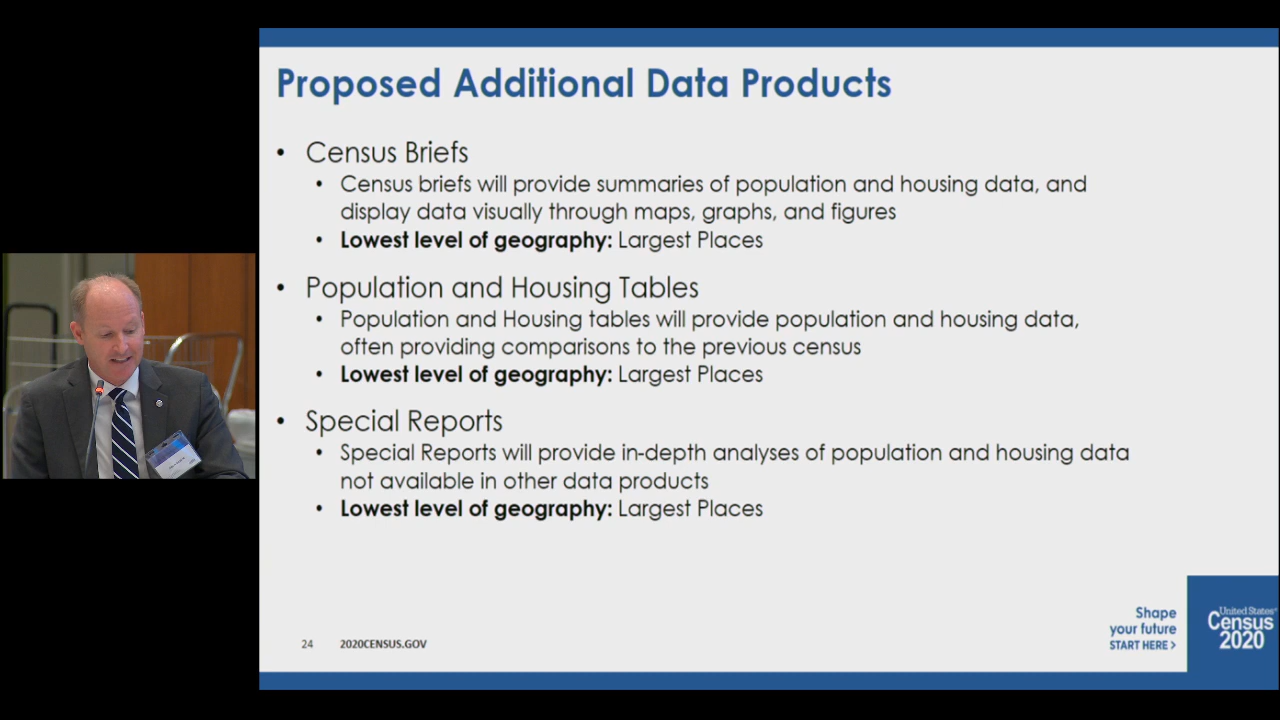 Proposed Additional Data Products
• Census Briefs
• Census briefs will provide summaries of population and housing data, and
display data visually through maps, graphs, and figures
• Lowest level of geography: Largest Places
• Population and Housing Tables
• Population and Housing tables will provide population and housing data,
often providing comparisons to the previous census
• Lowest level of geography: Largest Places
• Special Reports
• Special Reports will provide in-depth analyses of population and housing data
not available in other data products
• Lowest level of geography: Largest Places
24 2020CENSUS.GOV
Shape
your future
START HERE >
United States®
Census
2020